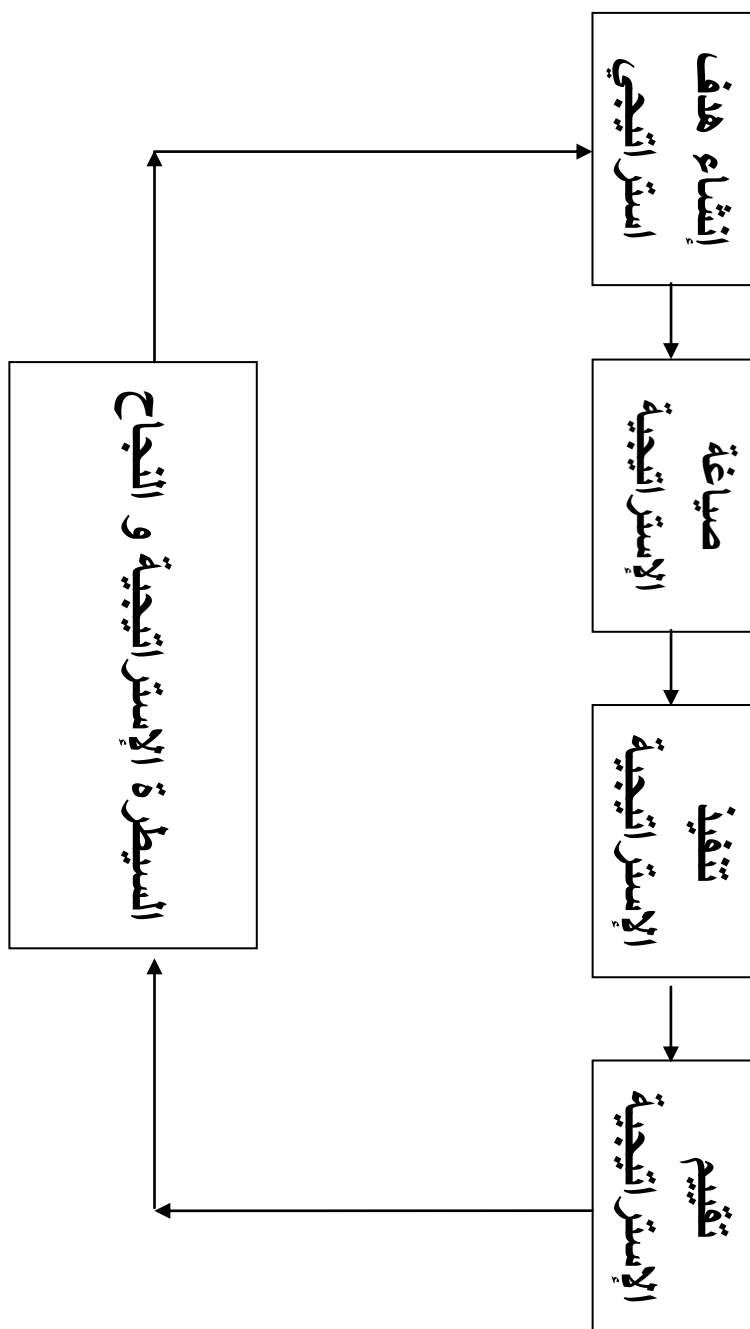 إنشاء هدف
استراتيجي
صياغة
الإستراتيجية
تنفيذ
الإستراتيجية
تقييم
الإستراتيجية
السيطرة الإستراتيجية و النجاح